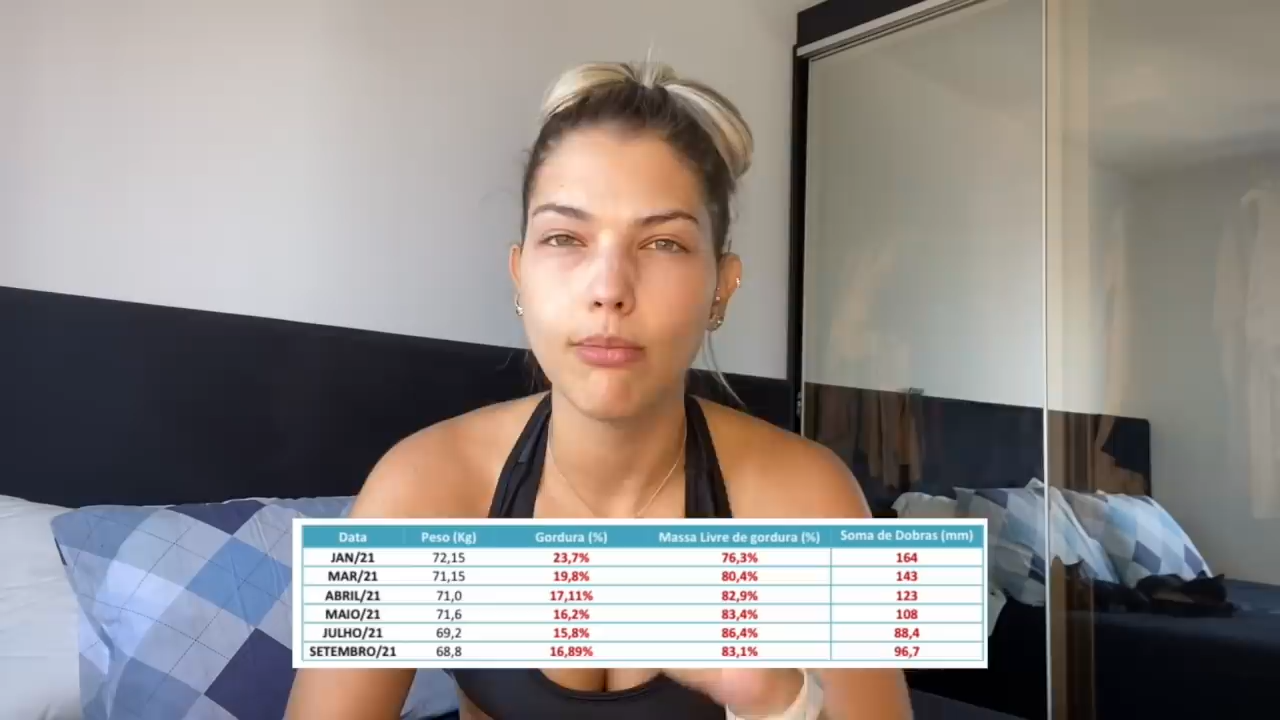 Data Peso (Kg) Gordura (%) Massa Livre de gordura (%) Soma de Dobras (mm)
JAN/21 72,15 23,7% 76,3% 164
MAR/21 71,15 19,8% 80,4% 143
ABRIL/21 71,0 17,11% 82,9% 123
MAIO/21 71,6 16,2% 83,4% 108
JULHO/21 69,2 15,8% 86,4% 88,4
SETEMBRO/21 68,8 16,89% 83,1% 96,7